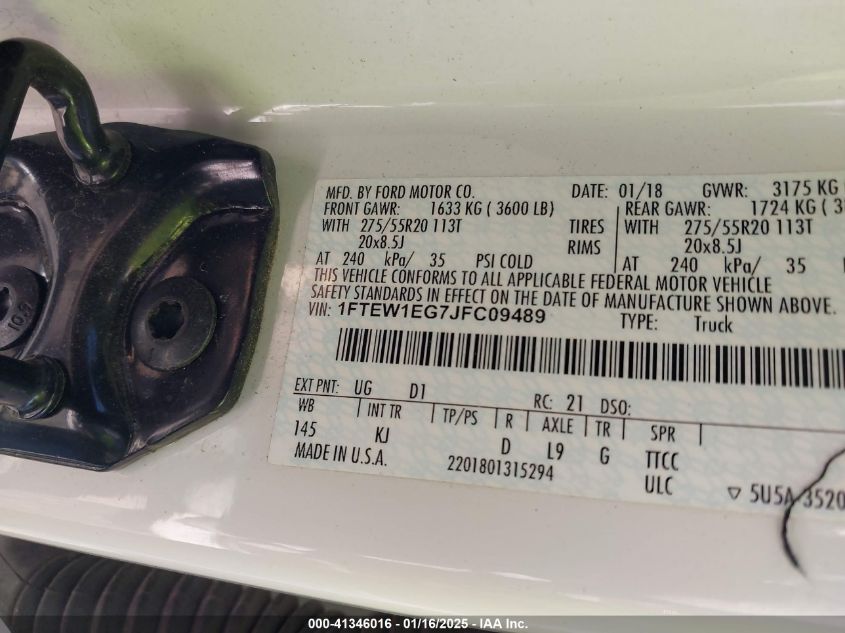 MFD. BY FORD MOTOR CO. DATE: 01/18 GVWR: 3175 KG
FRONT GAWR: 1633 KG ( 3600 LB) REAR GAWR: 1724 KG ( 3
WITH 275/55R20 113T TIRES WITH 275/55R20 113T
20x8.5J RIMS 20x8.5J
AT 240 kPa/ 35 PSI COLD AT 240 kPa/ 35
THIS VEHICLE CONFORMS TO ALL APPLICABLE FEDERAL MOTOR VEHICLE
SAFETY STANDARDS IN EFFECT ON THE DATE OF MANUFACTURE SHOWN ABOVE.
VIN: 1FTEW1EG7JFC09489 TYPE: Truck
EXT PNT: UG D1 RC: 21 DSO:
WB INT TR TP/PS R AXLE TR SPR
145 KJ D L9 G TTCC
MADE IN U.S.A. 2201801315294 ULC
5U5A-3520
10.9
000-41346016 - 01/16/2025 - IAA Inc.